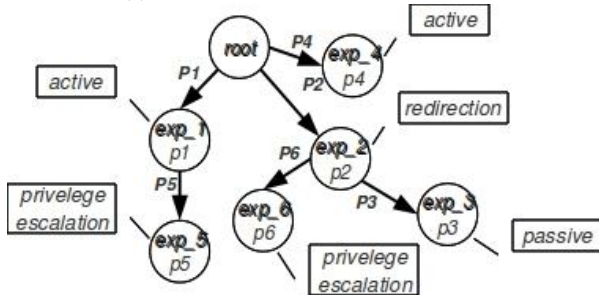 active
root
P4
exp_4
p4
P2
P1
active
redirection
exp_1
p1
exp_2
p2
P6
P5
P3
privelege
escalation
exp_6
p6
exp_3
p3
exp_5
p5
passive
privelege
escalation